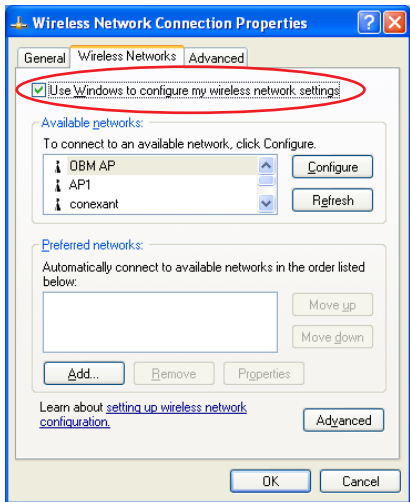 Wireless Network Connection Properties
General Wireless Networks Advanced
Use Windows to configure my wireless network settings
Available networks:
To connect to an available network, click Configure.
OBM AP
AP1
conexant
Configure
Refresh
Preferred networks:
Automatically connect to available networks in the order listed
below:
Move up
Move down
Add... Remove Properties
Learn about setting up wireless network
configuration.
Advanced
OK Cancel